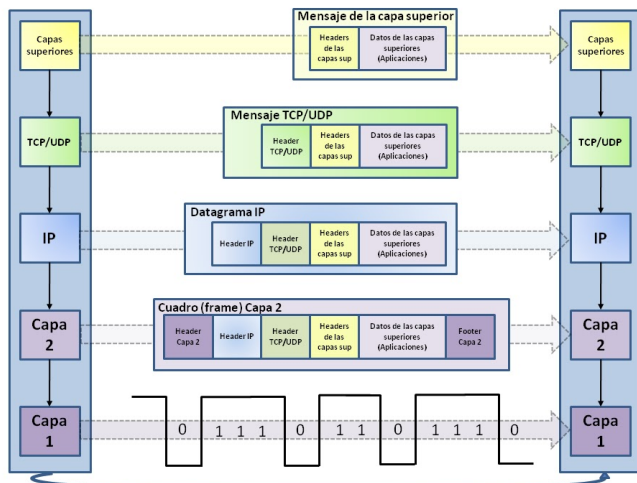 Mensaje de la capa superior
Capas
superiores
Headers
de las
capas sup
Datos de las capas
superiores
(Aplicaciones)
Capas
superiores
Mensaje TCP/UDP
TCP/UDP
Header
TCP/UDP
Headers
de las
capas sup
Datos de las capas
superiores
(Aplicaciones)
TCP/UDP
Datagrama IP
IP
Header IP
Header
TCP/UDP
Headers
de las
capas sup
Datos de las capas
superiores
(Aplicaciones)
IP
Cuadro (frame) Capa 2
Capa
2
Header
Capa 2
Header IP
Header
TCP/UDP
Headers
de las
capas sup
Datos de las capas
superiores
(Aplicaciones)
Footer
Capa 2
Capa
2
Capa
1
0 1 1 1 0 1 1 0 1 1 1 0
Capa
1